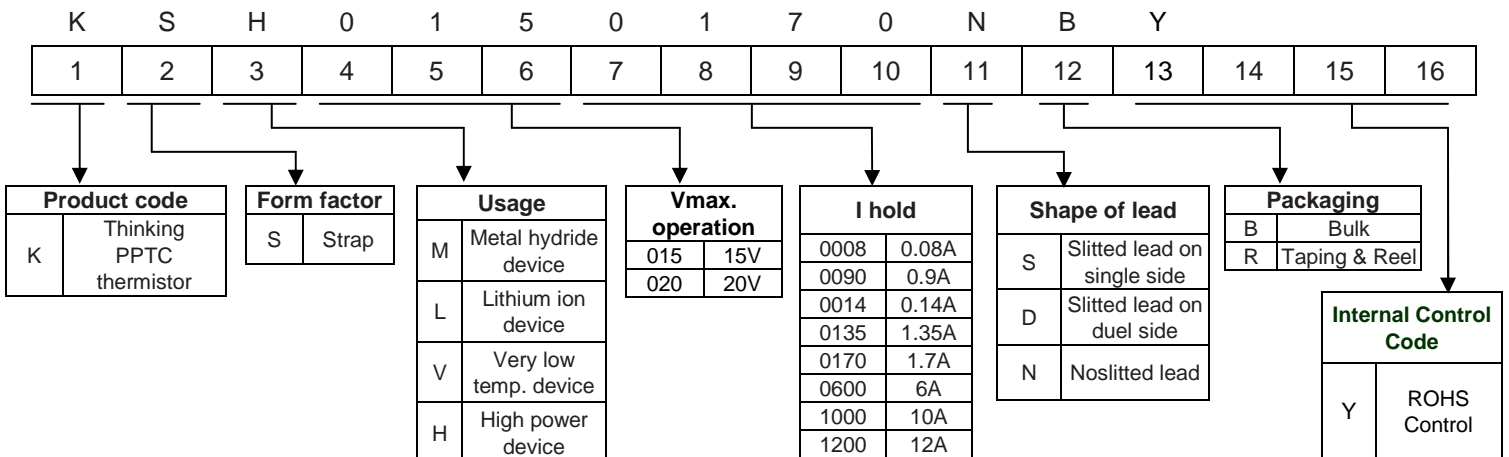 K S H 0 1 5 0 1 7 0 N B Y
1 2 3 4 5 6 7 8 9 10 11 12 13 14 15 16
Product code
K Thinking
PPTC
thermistor
Form factor
S Strap
Usage
M Metal hydride
device
L Lithium ion
device
V Very low
temp. device
H High power
device
Vmax.
operation
015 15V
020 20V
I hold
0008 0.08A
0090 0.9A
0014 0.14A
0135 1.35A
0170 1.7A
0600 6A
1000 10A
1200 12A
Shape of lead
S Slitted lead on
single side
D Slitted lead on
duel side
N Noslitted lead
Packaging
B Bulk
R Taping & Reel
Internal Control
Code
Y ROHS
Control